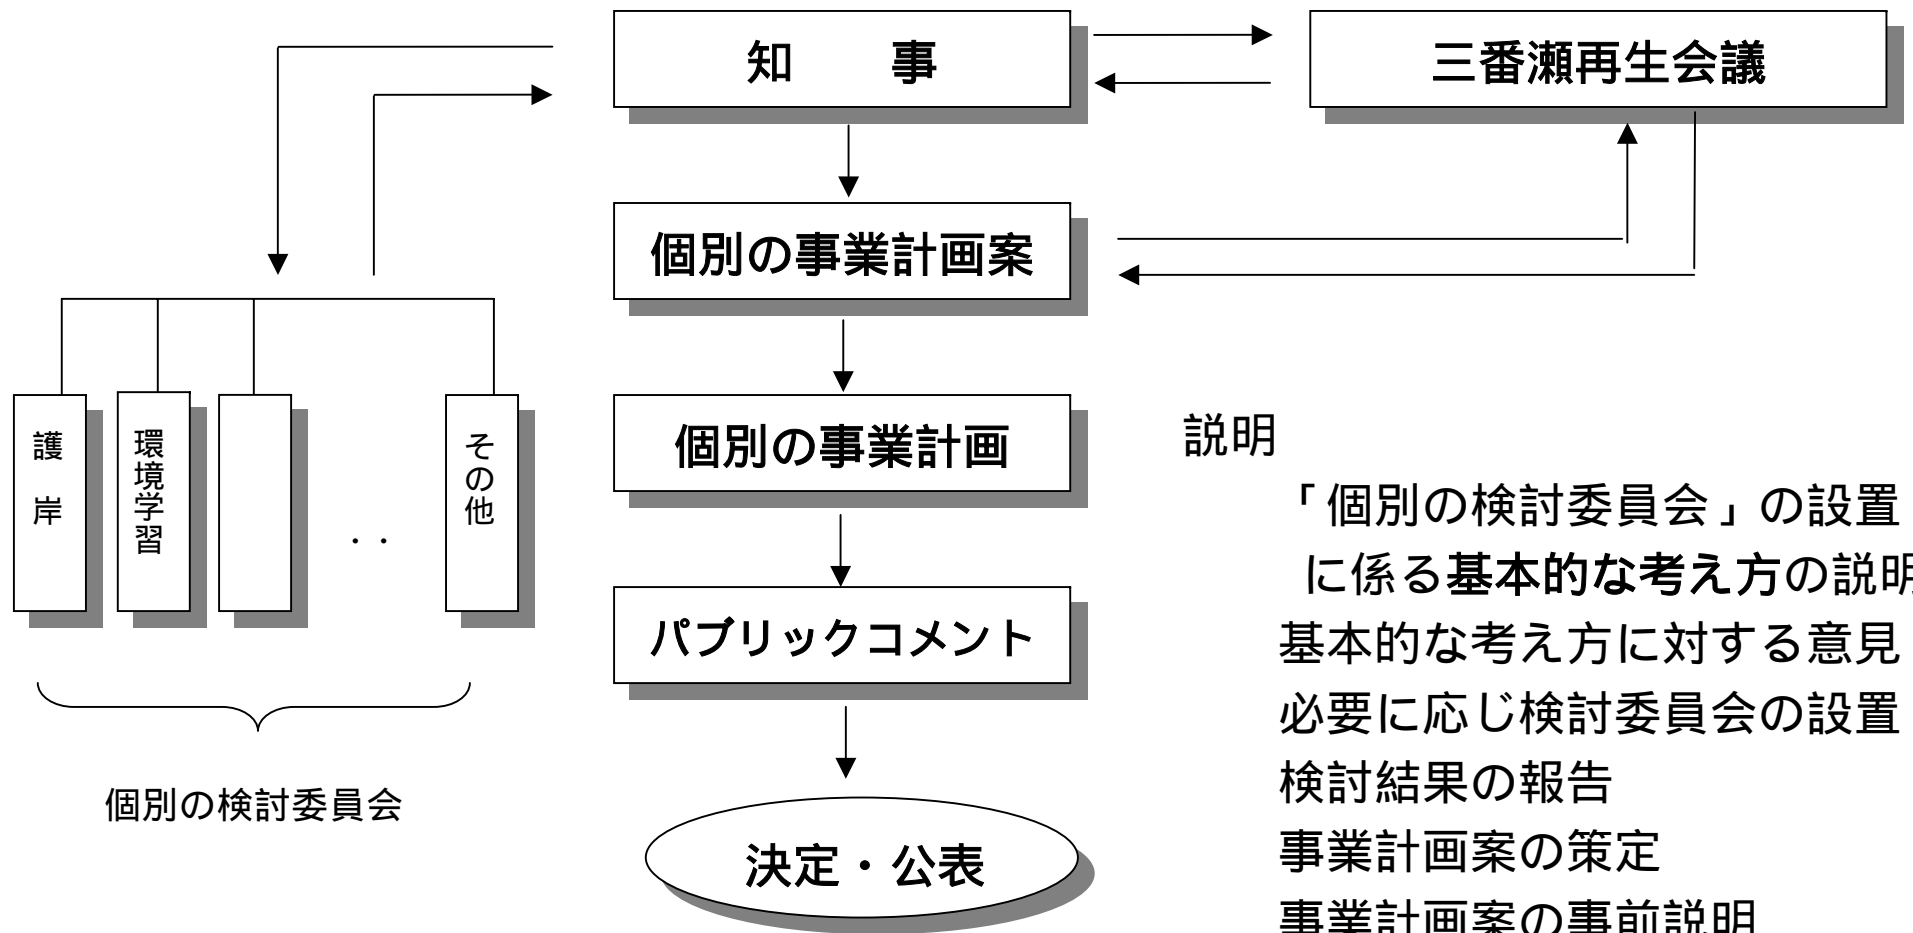 知　　事
三番瀬再生会議
個別の事業計画案
個別の事業計画
パブリックコメント
決定・公表
護　岸
環境学習
・・
その他
個別の検討委員会
説明
「個別の検討委員会」の設置
に係る基本的な考え方の説明
基本的な考え方に対する意見
必要に応じ検討委員会の設置
検討結果の報告
事業計画案の策定
事業計画案の事前説明